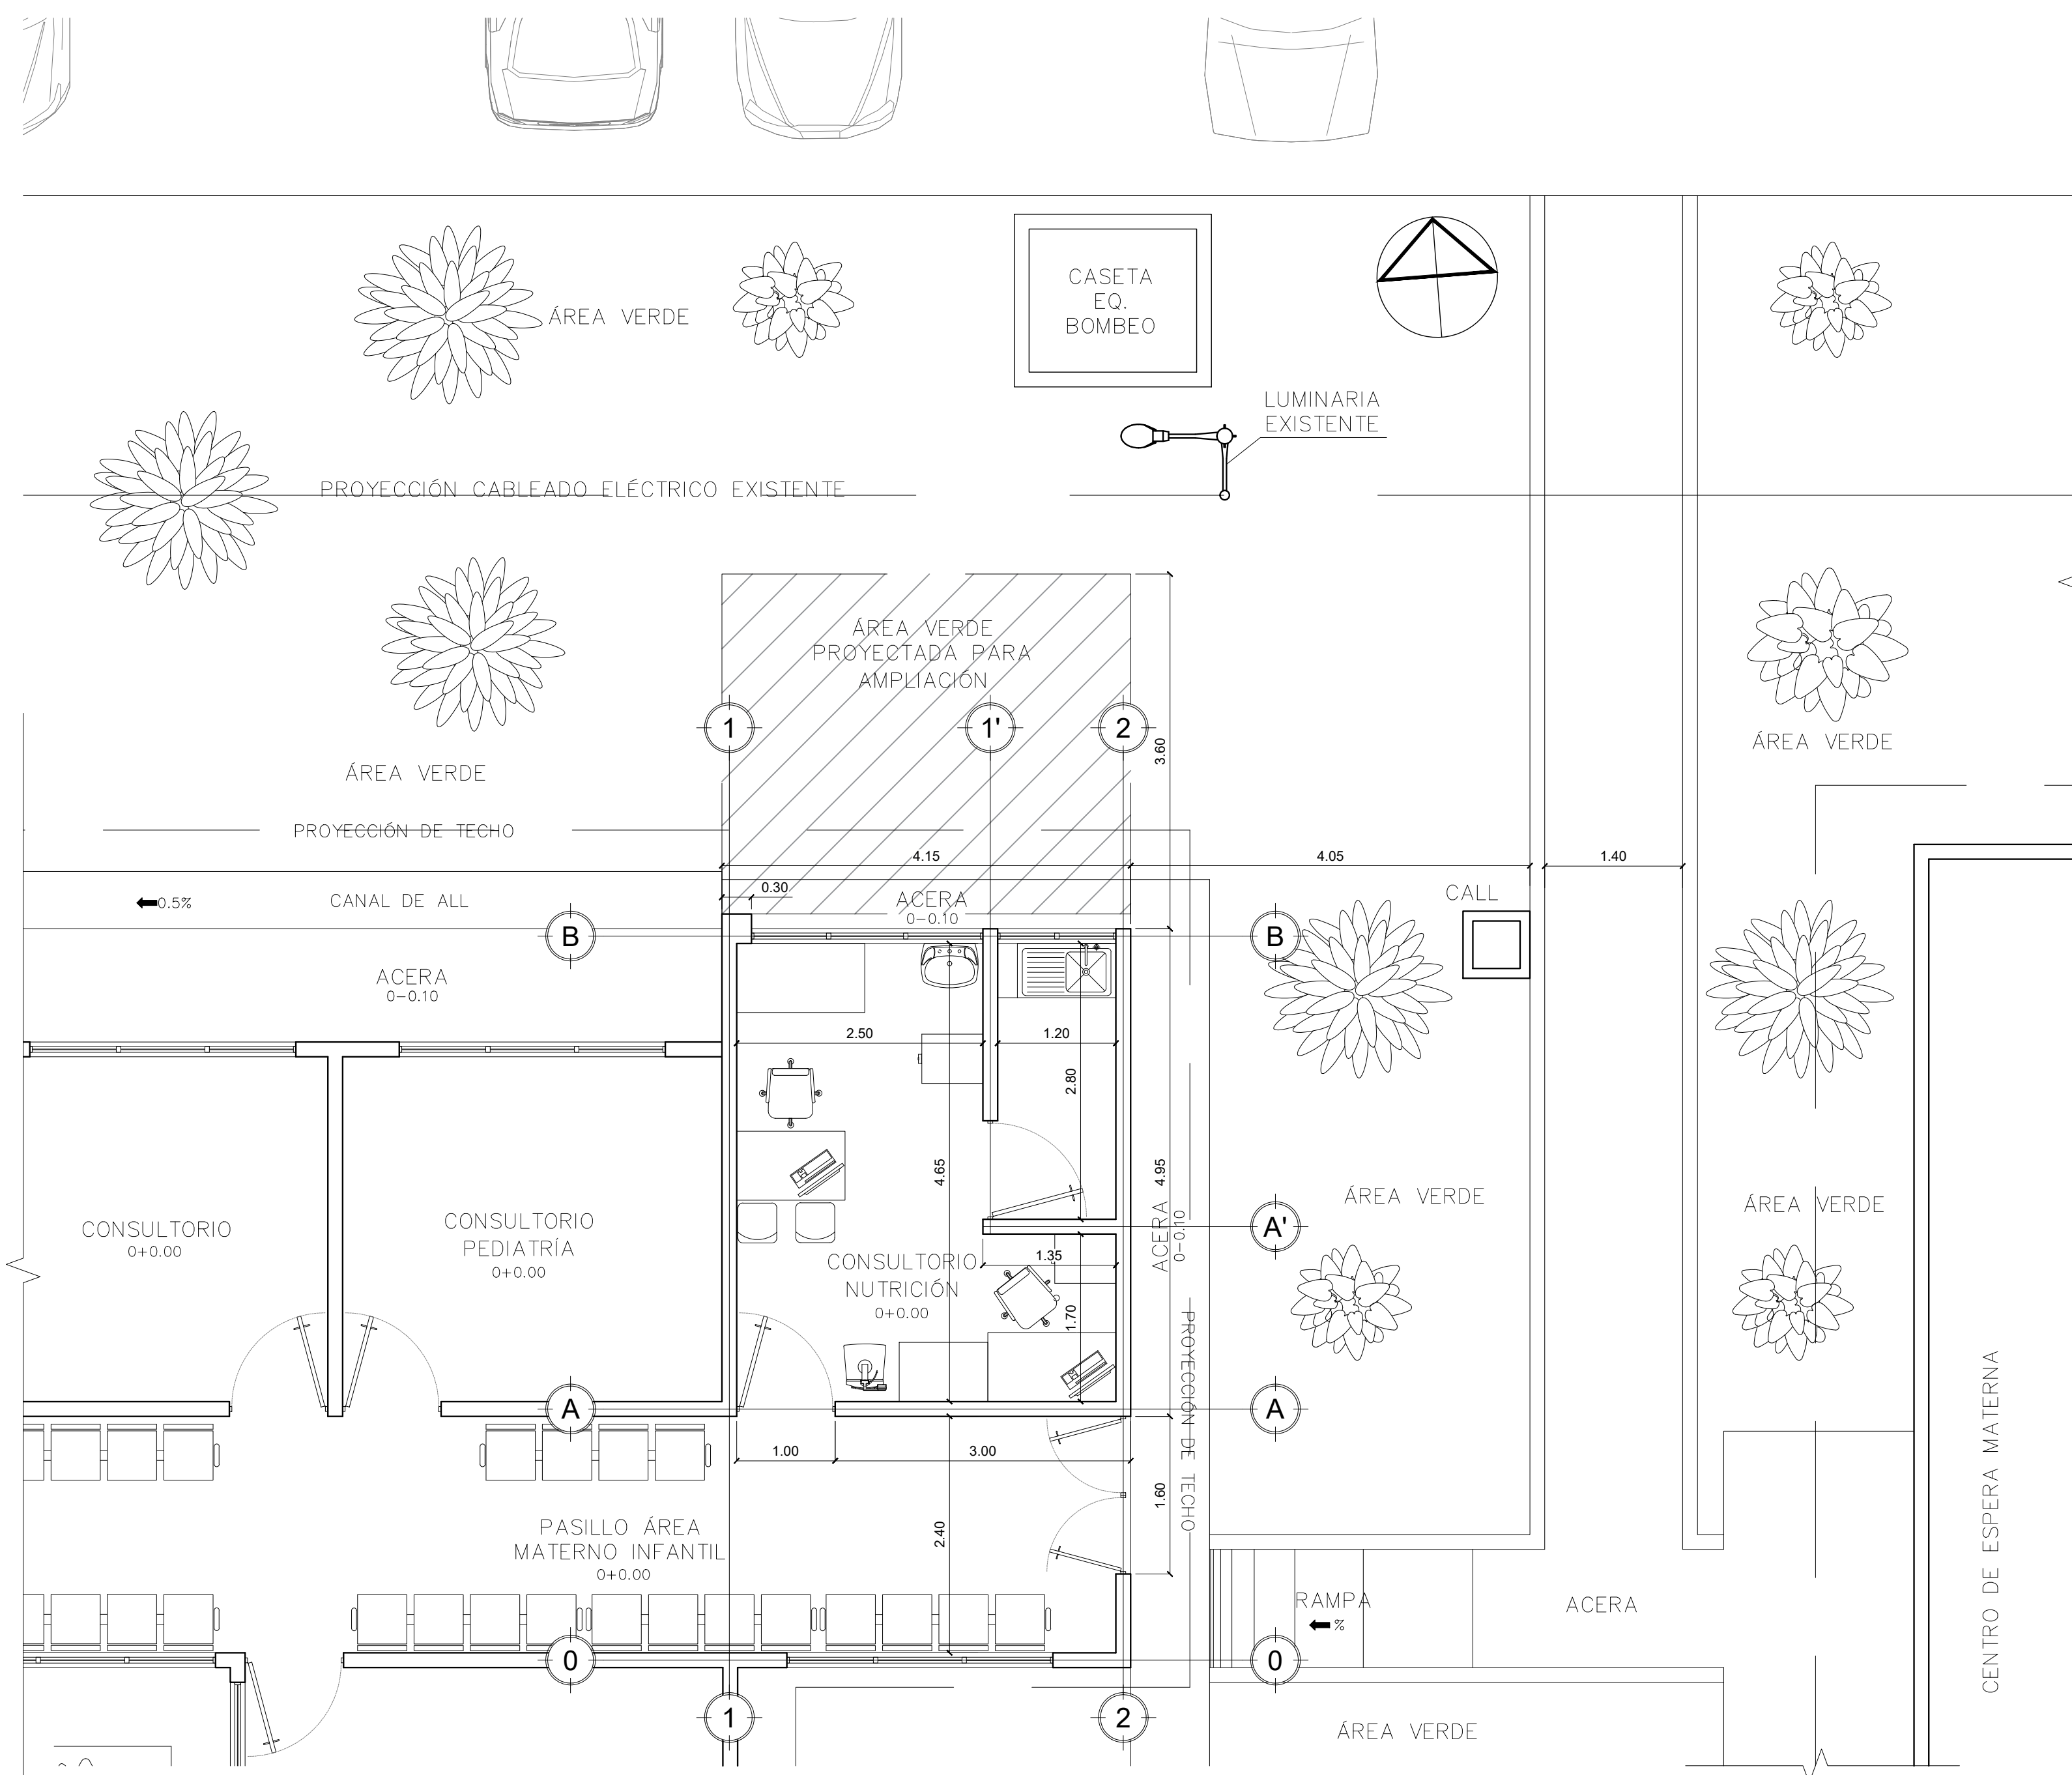 CASETA
EQ.
BOMBEO
ÁREA VERDE
LUMINARIA
EXISTENTE
PROYECCIÓN CABLEADO ELÉCTRICO EXISTENTE
ÁREA VERDE
PROYECTADA PARA
AMPLIACIÓN
1
1'
2
3.60
ÁREA VERDE
ÁREA VERDE
PROYECCIÓN DE TECHO
4.15
4.05
1.40
0.30
CALL
0.5%
CANAL DE ALL
ACERA
0-0.10
B
B
ACERA
0-0.10
2.50
1.20
2.80
4.65
4.95
ACERA
0-0.10
ÁREA VERDE
ÁREA VERDE
CONSULTORIO
0+0.00
CONSULTORIO
PEDIATRÍA
0+0.00
A'
1.35
CONSULTORIO
NUTRICIÓN
0+0.00
1.70
PROYECCIÓN DE TECHO
A
A
1.00
3.00
1.60
2.40
PASILLO ÁREA
MATERNO INFANTIL
0+0.00
RAMPA
%
ACERA
CENTRO DE ESPERA MATERNA
0
0
1
2
ÁREA VERDE